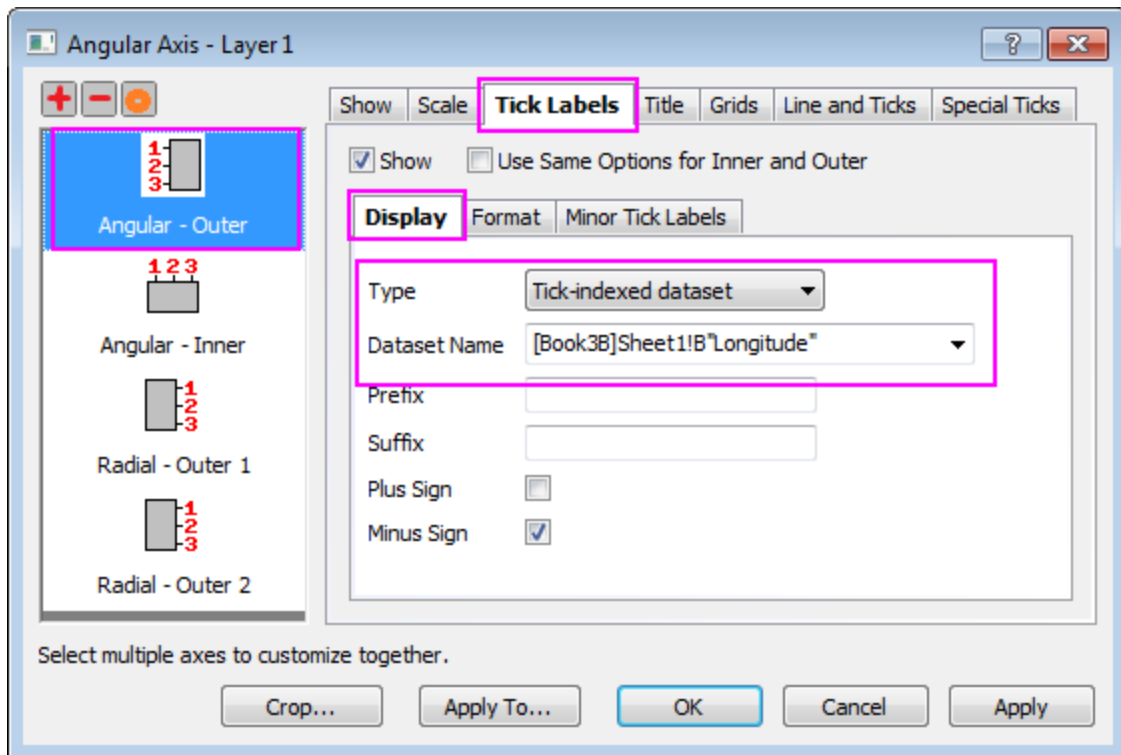 Angular Axis - Layer 1
?
Show Scale Tick Labels Title Grids Line and Ticks Special Ticks
Show Use Same Options for Inner and Outer
1
2
3
Angular - Outer
Display Format Minor Tick Labels
1 2 3
Angular - Inner
Type Tick-indexed dataset
Dataset Name [Book3B]Sheet1!B"Longitude"
Prefix
Suffix
Plus Sign
Minus Sign
1
2
3
Radial - Outer 1
1
2
3
Radial - Outer 2
Select multiple axes to customize together.
Crop... Apply To... OK Cancel Apply